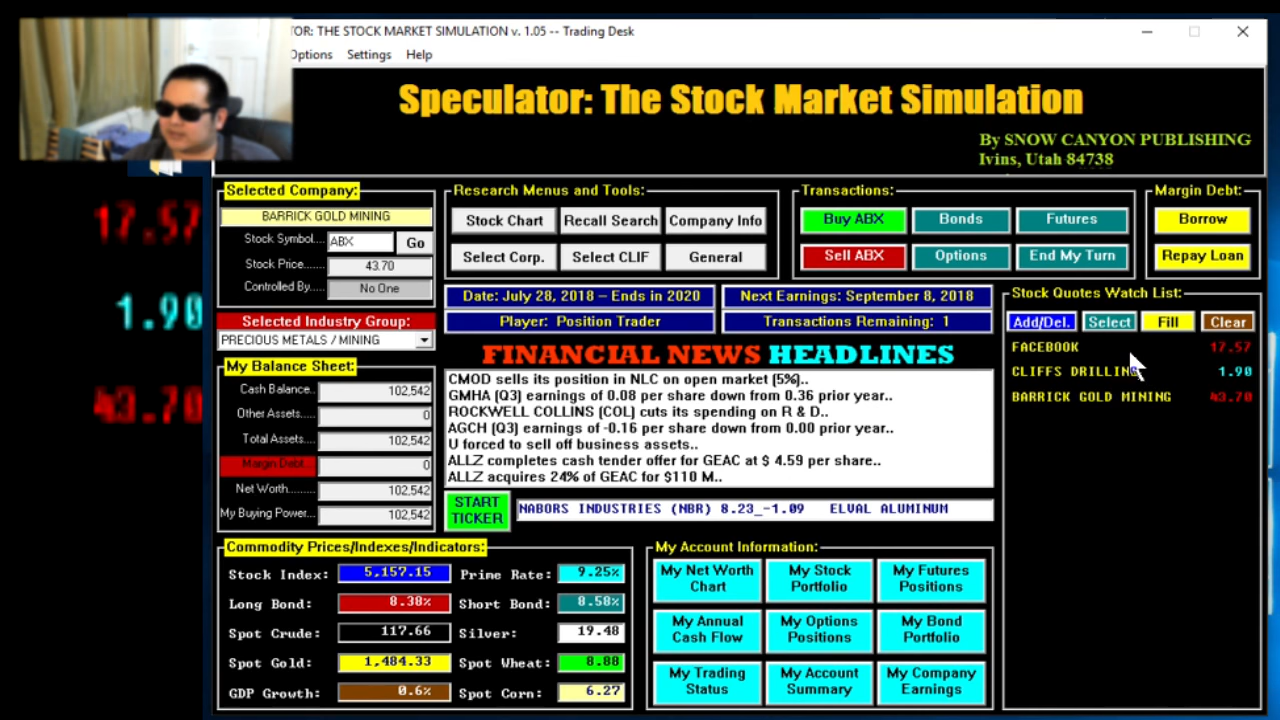 OR: THE STOCK MARKET SIMULATION v. 1.05 -- Trading Desk
Options Settings Help
Speculator: The Stock Market Simulation
By SNOW CANYON PUBLISHING
Ivins, Utah 84738
17.57
1.90
43.70
Selected Company:
BARRICK GOLD MINING
Stock Symbol.... ABX Go
Stock Price....... 43.70
Controlled By..... No One
Selected Industry Group:
PRECIOUS METALS / MINING
My Balance Sheet:
Cash Balance.. 102,542
Other Assets.... 0
Total Assets..... 102,542
Margin Debt.... 0
Net Worth........ 102,542
My Buying Power.. 102,542
Research Menus and Tools:
Stock Chart Recall Search Company Info
Select Corp. Select CLIF General
Transactions:
Buy ABX Bonds Futures
Sell ABX Options End My Turn
Margin Debt:
Borrow
Repay Loan
Date: July 28, 2018 – Ends in 2020 Next Earnings: September 8, 2018
Player: Position Trader Transactions Remaining: 1
FINANCIAL NEWS HEADLINES
CMOD sells its position in NLC on open market (5%)..
GMHA (Q3) earnings of 0.08 per share down from 0.36 prior year..
ROCKWELL COLLINS (COL) cuts its spending on R & D..
AGCH (Q3) earnings of -0.16 per share down from 0.00 prior year..
U forced to sell off business assets..
ALLZ completes cash tender offer for GEAC at $ 4.59 per share..
ALLZ acquires 24% of GEAC for $110 M..
START TICKER
NABORS INDUSTRIES (NBR) 8.23_-1.09 ELVAL ALUMINUM
Stock Quotes Watch List:
Add/Del. Select Fill Clear
FACEBOOK 17.57
CLIFFS DRILLING 1.90
BARRICK GOLD MINING 43.70
Commodity Prices/Indexes/Indicators:
Stock Index: 5,157.15 Prime Rate: 9.25%
Long Bond: 8.38% Short Bond: 8.58%
Spot Crude: 117.66 Silver: 19.48
Spot Gold: 1,484.33 Spot Wheat: 8.88
GDP Growth: 0.6% Spot Corn: 6.27
My Account Information:
My Net Worth Chart My Stock Portfolio My Futures Positions
My Annual Cash Flow My Options Positions My Bond Portfolio
My Trading Status My Account Summary My Company Earnings